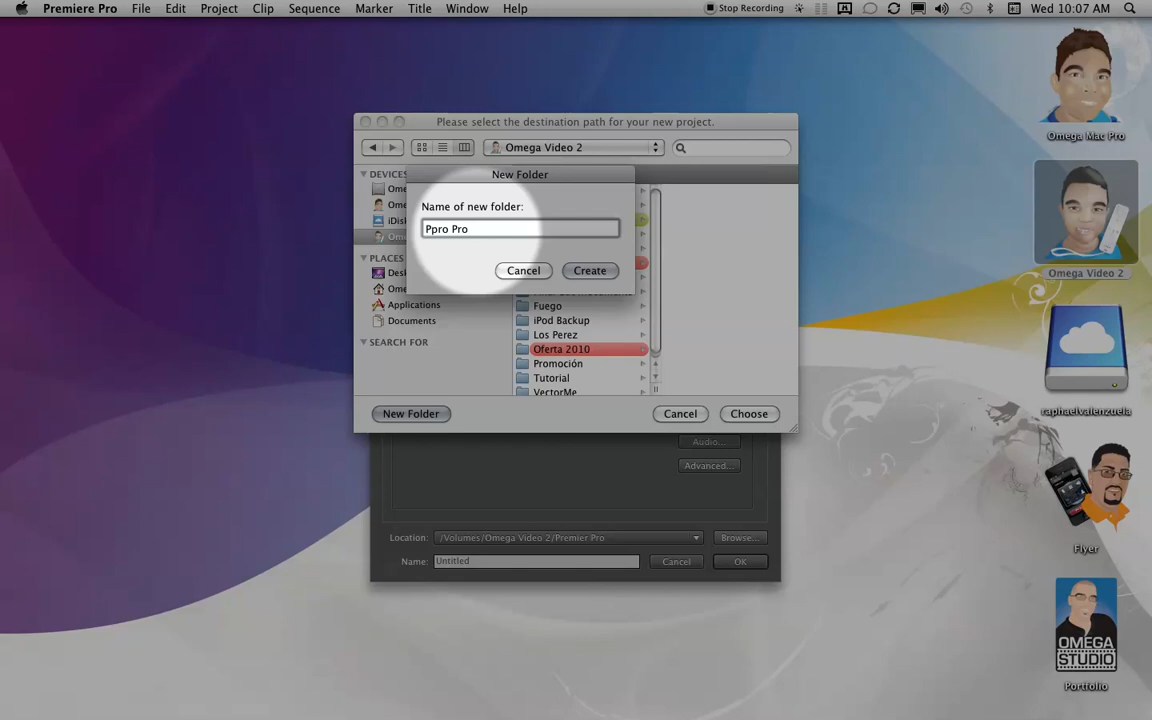 Premiere Pro File Edit Project Clip Sequence Marker Title Window Help Stop Recording Wed 10:07 AM
Please select the destination path for your new project.
Omega Video 2
New Folder
Name of new folder:
Ppro Pro
Cancel Create
DEVICES
iDisk
PLACES
Applications
Documents
SEARCH FOR
Fuego
iPod Backup
Los Perez
Oferta 2010
Promoción
Tutorial
VectorMe
New Folder Cancel Choose
Audio...
Advanced...
Location: /Volumes/Omega Video 2/Premier Pro Browse...
Name: Untitled Cancel OK
Omega Mac Pro
Omega Video 2
raphaelvalenzuela
Flyer
OMEGA
STUDIO
Portfolio